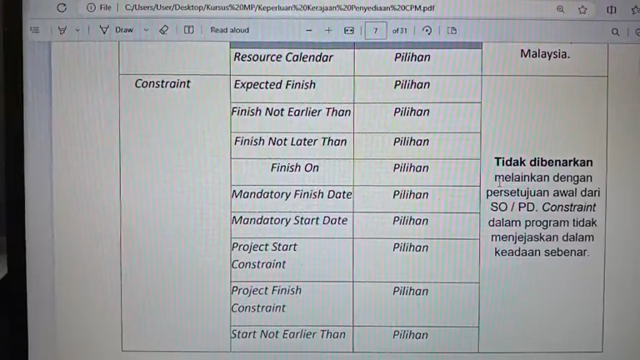 File C:/Users/User/Desktop/Kursus%20MP/Keperluan%20Kerajaan%20Penyediaan%20CPM.pdf
Draw Read aloud 7 of 31
Resource Calendar Pilihan Malaysia.
Constraint Expected Finish Pilihan
Finish Not Earlier Than Pilihan
Finish Not Later Than Pilihan
Finish On Pilihan
Mandatory Finish Date Pilihan
Mandatory Start Date Pilihan
Project Start
Constraint Pilihan
Project Finish
Constraint Pilihan
Start Not Earlier Than Pilihan
Tidak dibenarkan
melainkan dengan
persetujuan awal dari
SO / PD. Constraint
dalam program tidak
menjejaskan dalam
keadaan sebenar.